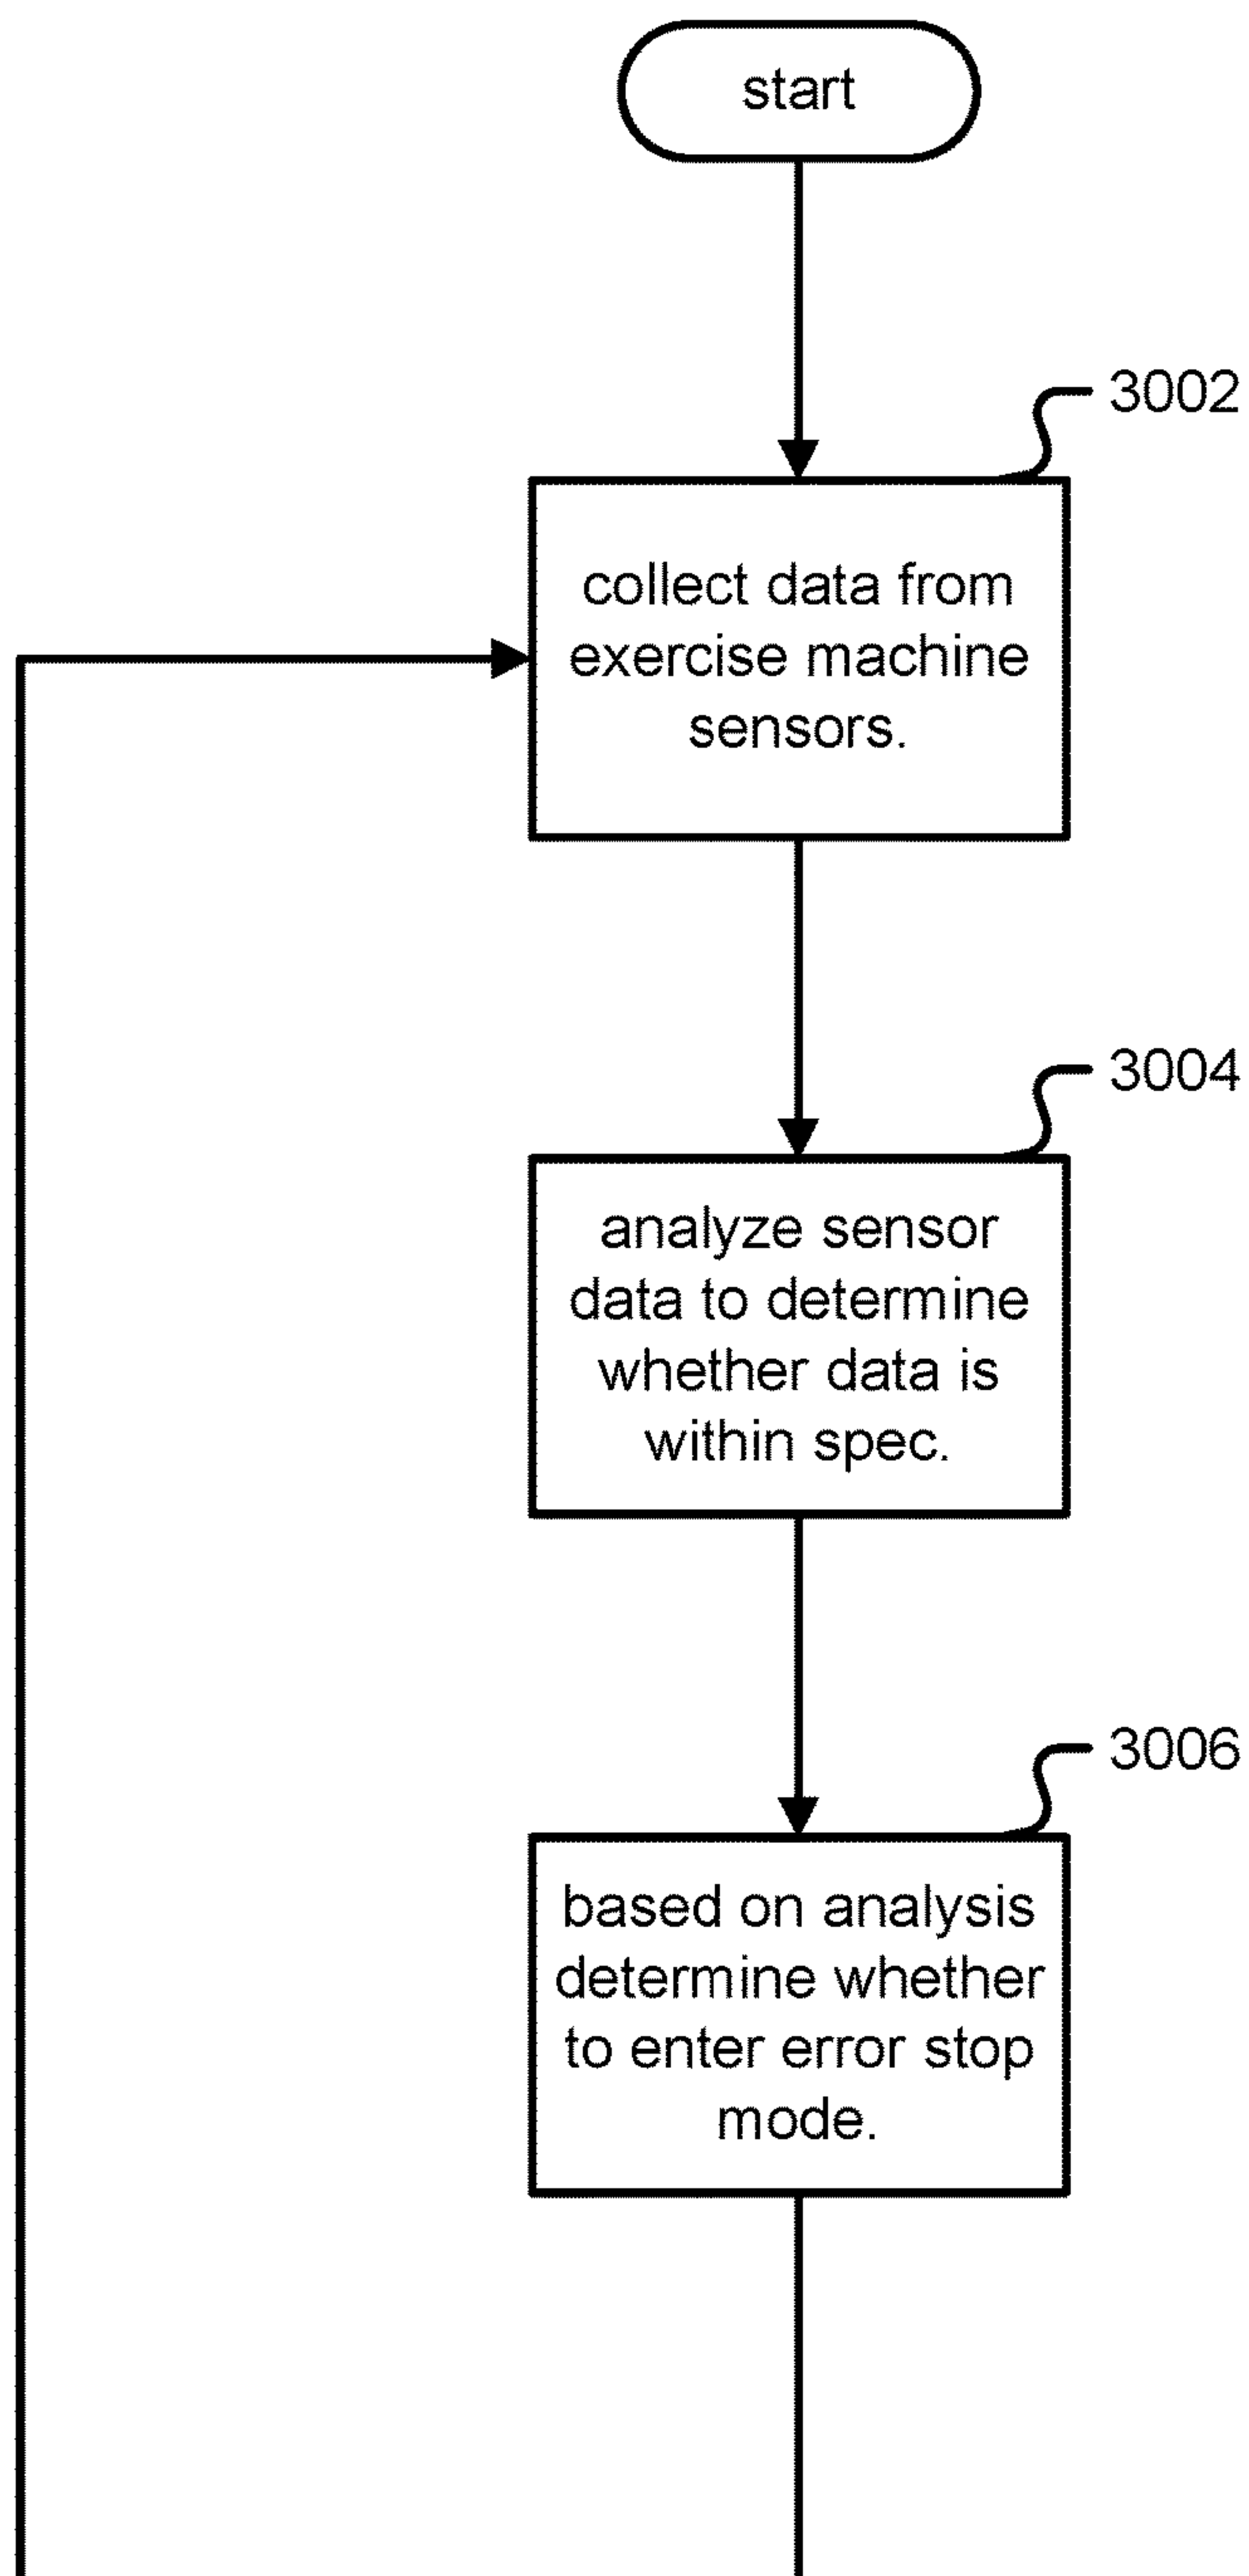 start
3002
collect data from
exercise machine
sensors.
3004
analyze sensor
data to determine
whether data is
within spec.
3006
based on analysis
determine whether
to enter error stop
mode.